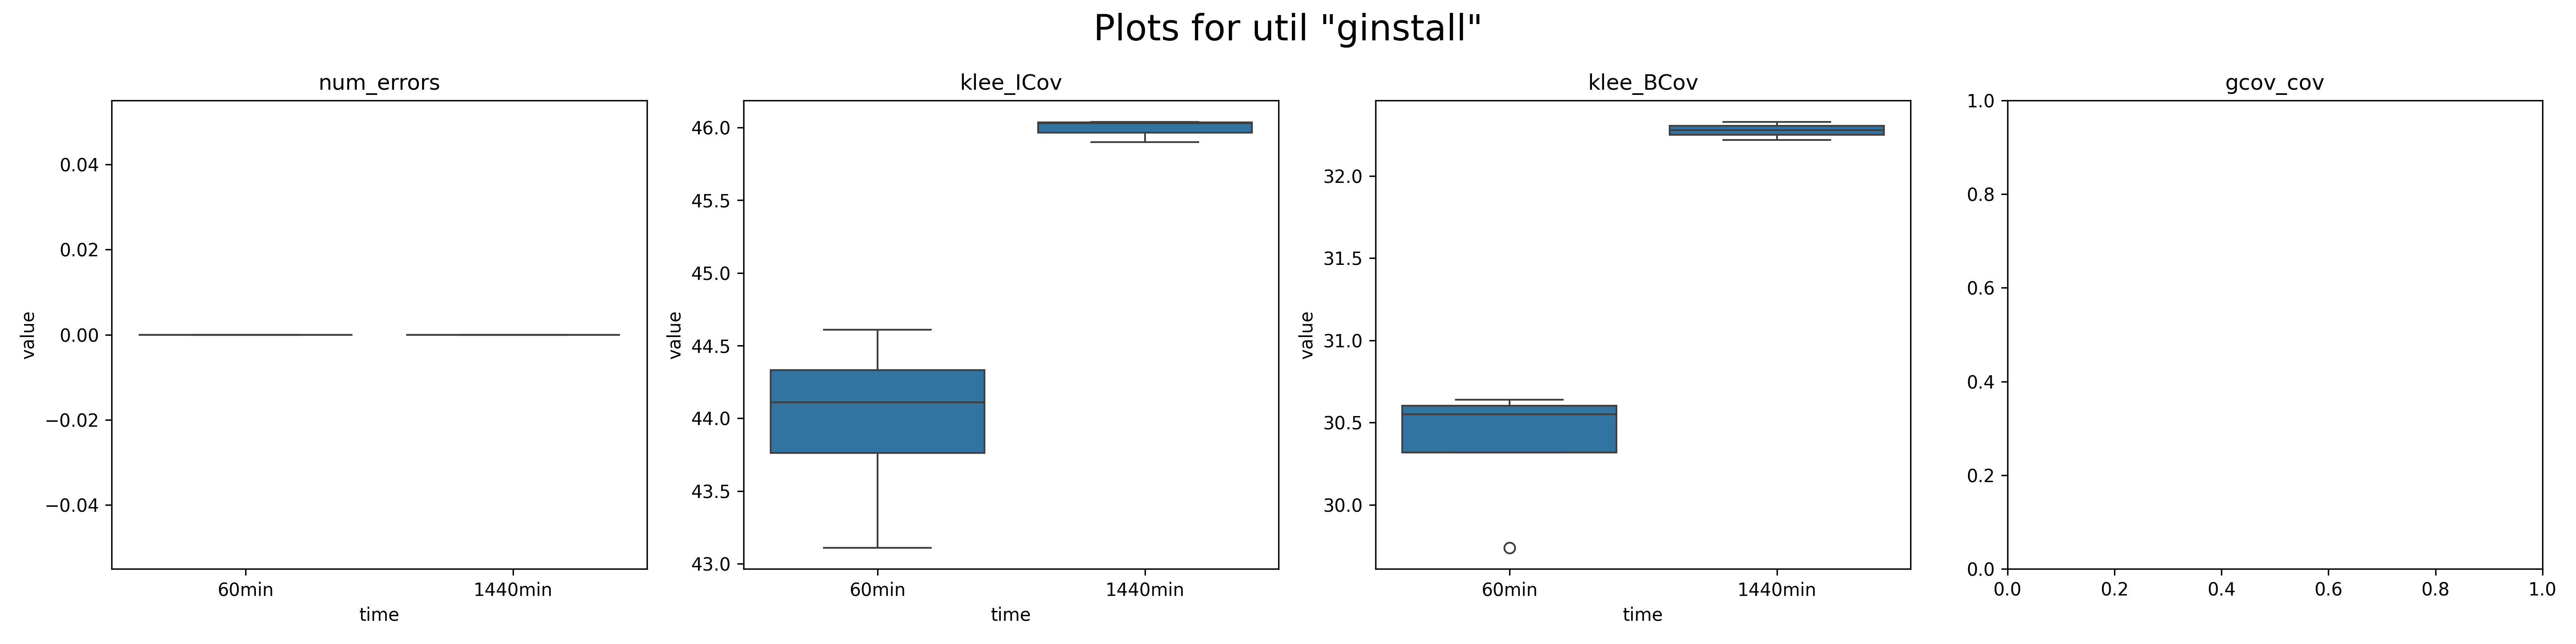 Plots for util "ginstall"
num_errors
0.04
0.02
0.00
−0.02
−0.04
value
60min
1440min
time
klee_ICov
46.0
45.5
45.0
44.5
44.0
43.5
43.0
value
60min
1440min
time
klee_BCov
32.0
31.5
31.0
30.5
30.0
value
60min
1440min
time
gcov_cov
1.0
0.8
0.6
0.4
0.2
0.0
0.0
0.2
0.4
0.6
0.8
1.0